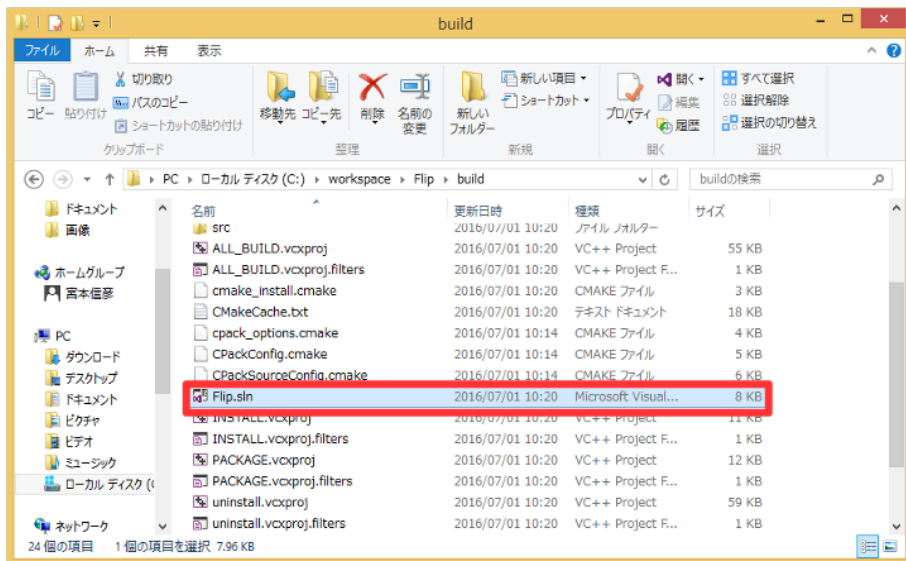 build
ファイル ホーム 共有 表示
コピー 貼り付け 切り取り パスのコピー ショートカットの貼り付け
移動先 コピー先 削除 名前の変更
新しいフォルダー 新しい項目 ショートカット
プロパティ 開く 編集 履歴
すべて選択 選択解除 選択の切り替え
クリップボード 整理 新規 開く 選択
PC ローカル ディスク (C:) workspace Flip build buildの検索
ドキュメント
画像
ホームグループ
宮本信彦
PC
ダウンロード
デスクトップ
ドキュメント
ピクチャ
ビデオ
ミュージック
ローカル ディスク (
ネットワーク
名前 更新日時 種類 サイズ
src 2016/07/01 10:20 ファイル フォルダー
ALL_BUILD.vcxproj 2016/07/01 10:20 VC++ Project 55 KB
ALL_BUILD.vcxproj.filters 2016/07/01 10:20 VC++ Project F... 1 KB
cmake_install.cmake 2016/07/01 10:20 CMAKE ファイル 3 KB
CMakeCache.txt 2016/07/01 10:20 テキスト ドキュメント 18 KB
cpack_options.cmake 2016/07/01 10:14 CMAKE ファイル 4 KB
CPackConfig.cmake 2016/07/01 10:14 CMAKE ファイル 5 KB
CPackSourceConfig.cmake 2016/07/01 10:14 CMAKE ファイル 6 KB
Flip.sln 2016/07/01 10:20 Microsoft Visual... 8 KB
INSTALL.vcxproj 2016/07/01 10:20 VC++ Project 11 KB
INSTALL.vcxproj.filters 2016/07/01 10:20 VC++ Project F... 1 KB
PACKAGE.vcxproj 2016/07/01 10:20 VC++ Project 12 KB
PACKAGE.vcxproj.filters 2016/07/01 10:20 VC++ Project F... 1 KB
uninstall.vcxproj 2016/07/01 10:20 VC++ Project 59 KB
uninstall.vcxproj.filters 2016/07/01 10:20 VC++ Project F... 1 KB
24 個の項目 1 個の項目を選択 7.96 KB